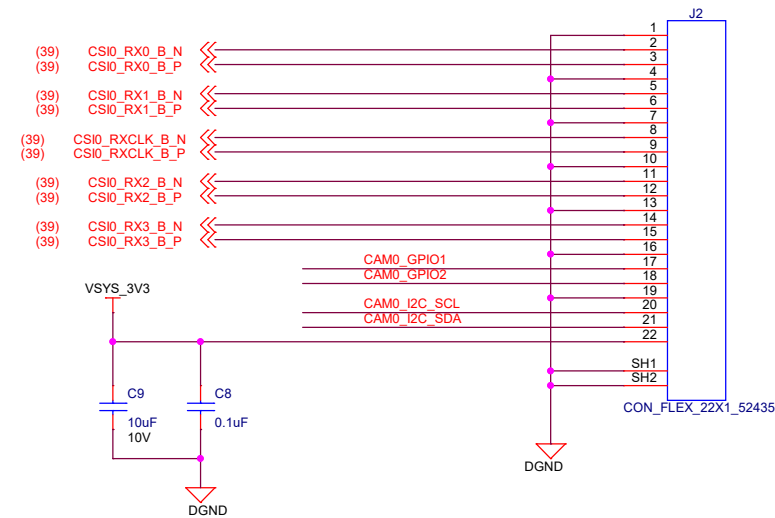 J2
1
(39) CSI0_RX0_B_N 2
(39) CSI0_RX0_B_P 3
4
(39) CSI0_RX1_B_N 5
(39) CSI0_RX1_B_P 6
7
(39) CSI0_RXCLK_B_N 8
(39) CSI0_RXCLK_B_P 9
10
(39) CSI0_RX2_B_N 11
(39) CSI0_RX2_B_P 12
13
(39) CSI0_RX3_B_N 14
(39) CSI0_RX3_B_P 15
16
CAM0_GPIO1 17
CAM0_GPIO2 18
VSYS_3V3 19
CAM0_I2C_SCL 20
CAM0_I2C_SDA 21
22
SH1
SH2
C9 C8
CON_FLEX_22X1_52435
10uF 0.1uF
10V
DGND
DGND